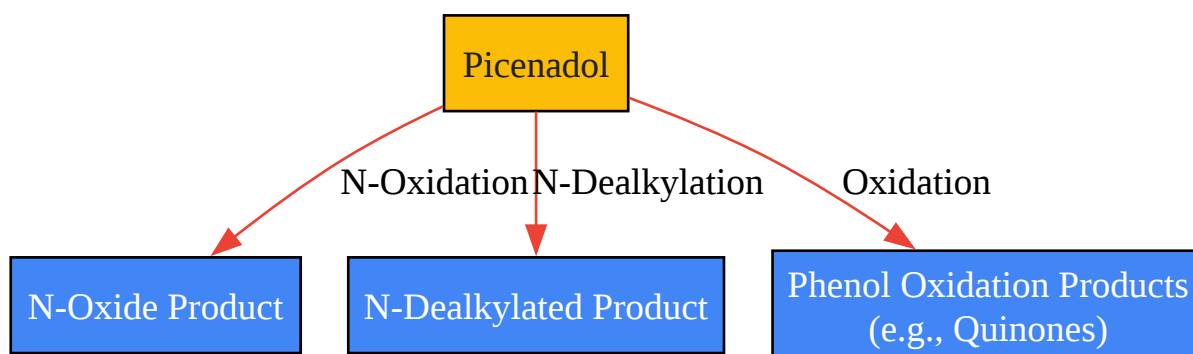 Picenadol
N-Oxidation
N-Dealkylation
Oxidation
N-Oxide Product
N-Dealkylated Product
Phenol Oxidation Products
(e.g., Quinones)